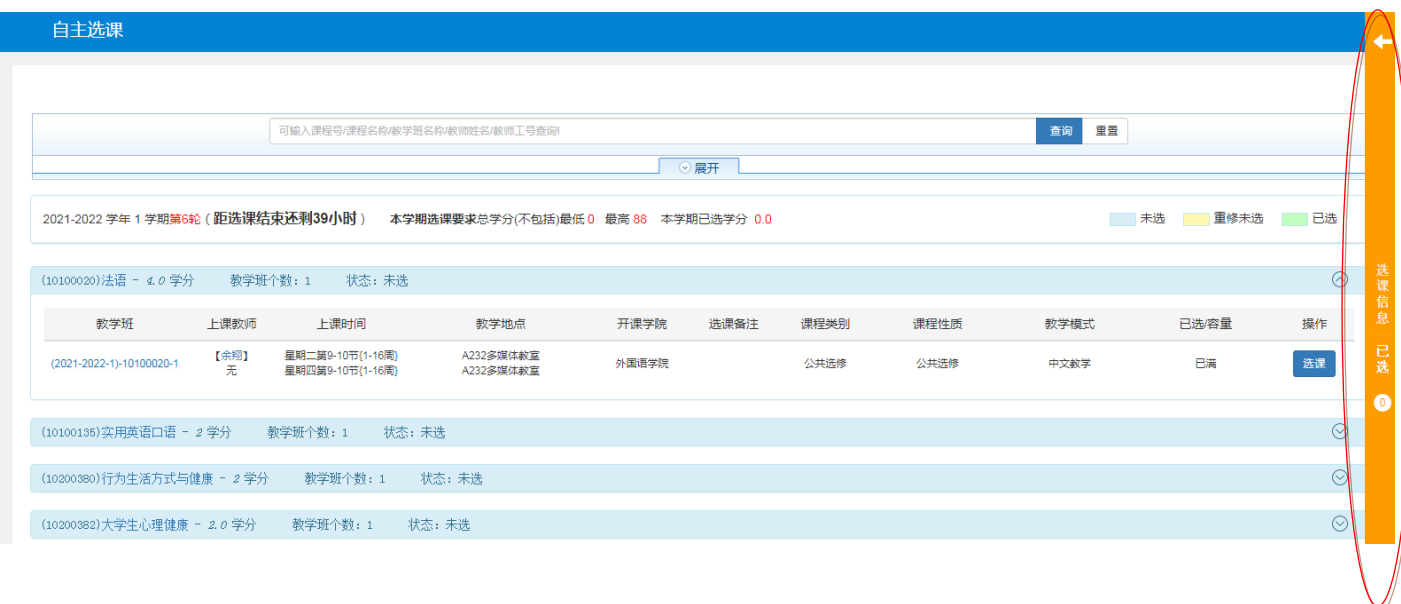 自主选课
可输入课程号/课程名称/教学班名称/教师姓名/教师工号查询! 查询 重置
展开
2021-2022 学年 1 学期第6轮 ( 距选课结束还剩39小时 ) 本学期选课要求总学分(不包括)最低 0 最高 88 本学期已选学分 0.0 未选 重修未选 已选
(10100020)法语 - 4.0 学分 教学班个数: 1 状态: 未选
教学班 上课教师 上课时间 教学地点 开课学院 选课备注 课程类别 课程性质 教学模式 已选/容量 操作
(2021-2022-1)-10100020-1 【余翔】 星期二第9-10节{1-16周} A232多媒体教室 外国语学院 公共选修 公共选修 中文教学 已满 选课
无 星期四第9-10节{1-16周} A232多媒体教室
(10100135)实用英语口语 - 2 学分 教学班个数: 1 状态: 未选
(10200380)行为生活方式与健康 - 2 学分 教学班个数: 1 状态: 未选
(10200382)大学生心理健康 - 2.0 学分 教学班个数: 1 状态: 未选
选课信息 已选 0